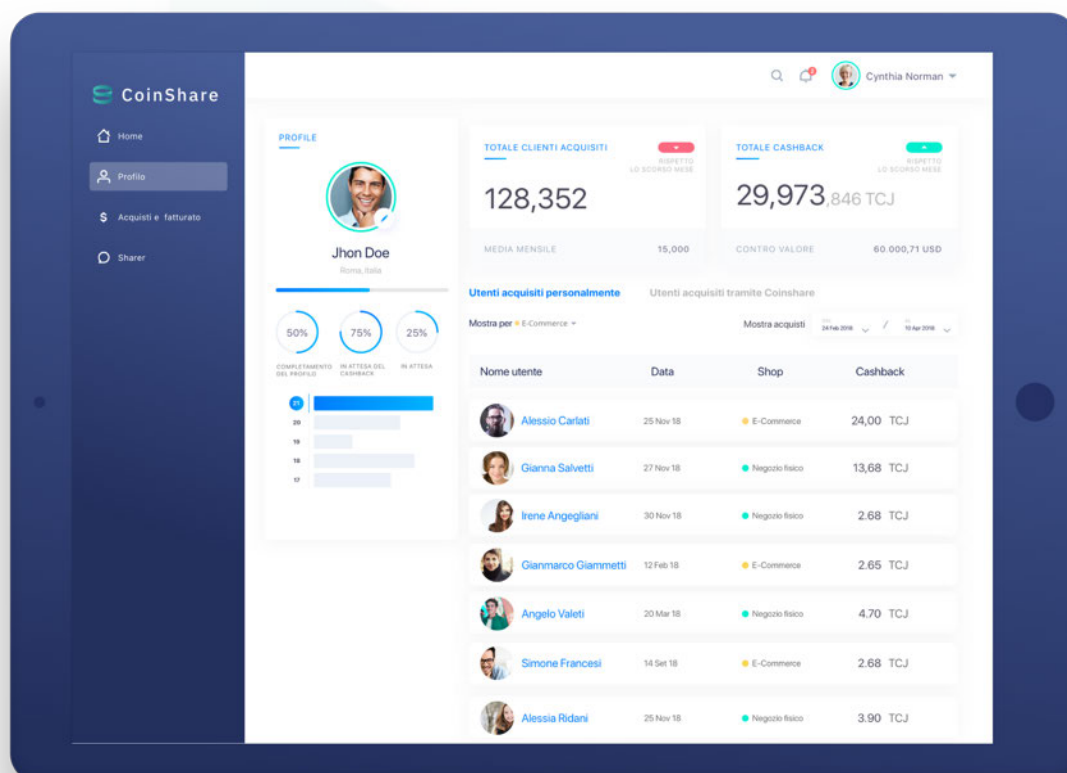 CoinShare
Home
Profilo
$ Acquisti e fatturato
Sharer
2
Cynthia Norman
PROFILE
Jhon Doe
Roma, Italia
50%
75%
25%
COMPLETAMENTO
DEL PROFILO
IN ATTESA DEL
CASHBACK
IN ATTESA
21
20
19
18
17
TOTALE CLIENTI ACQUISITI
RISPETTO
LO SCORSO MESE
128,352
MEDIA MENSILE 15,000
TOTALE CASHBACK
RISPETTO
LO SCORSO MESE
29,973,846 TCJ
CONTRO VALORE 60.000,71 USD
Utenti acquisiti personalmente Utenti acquisiti tramite Coinshare
Mostra per E-Commerce
Mostra acquisti 24 Feb 2018 / 10 Apr 2018
Nome utente Data Shop Cashback
Alessio Carlati 25 Nov 18 E-Commerce 24,00 TCJ
Gianna Salvetti 27 Nov 18 Negozio fisico 13,68 TCJ
Irene Angegliani 30 Nov 18 Negozio fisico 2.68 TCJ
Gianmarco Giammetti 12 Feb 18 E-Commerce 2.65 TCJ
Angelo Valeti 20 Mar 18 Negozio fisico 4.70 TCJ
Simone Francesi 14 Set 18 E-Commerce 2.68 TCJ
Alessia Ridani 25 Nov 18 Negozio fisico 3.90 TCJ